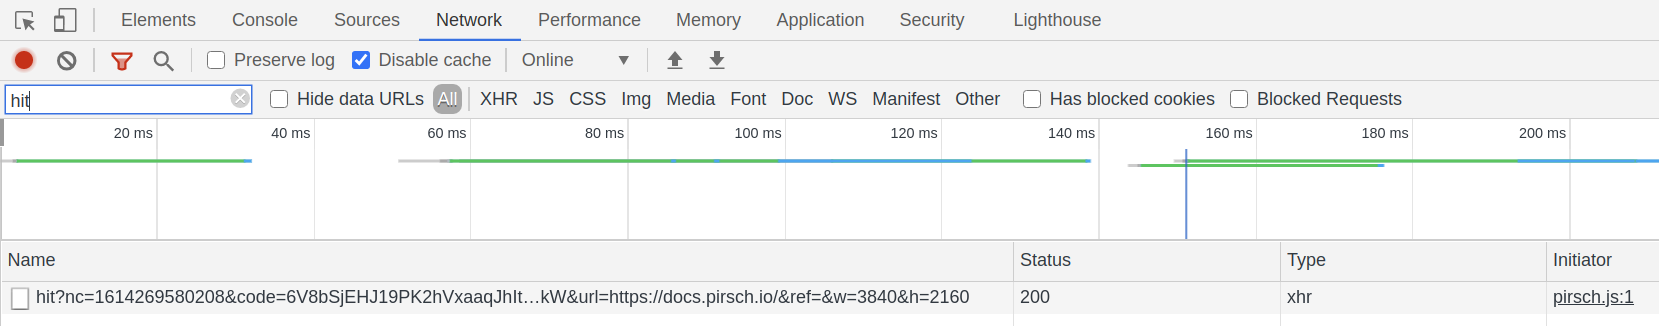 Elements Console Sources Network Performance Memory Application Security Lighthouse
Preserve log Disable cache Online
hit Hide data URLs All XHR JS CSS Img Media Font Doc WS Manifest Other Has blocked cookies Blocked Requests
20 ms 40 ms 60 ms 80 ms 100 ms 120 ms 140 ms 160 ms 180 ms 200 ms
Name Status Type Initiator
hit?nc=1614269580208&code=6V8bSjEHJ19PK2hVxaaqJhIt…kW&url=https://docs.pirsch.io/&ref=&w=3840&h=2160 200 xhr pirsch.js:1